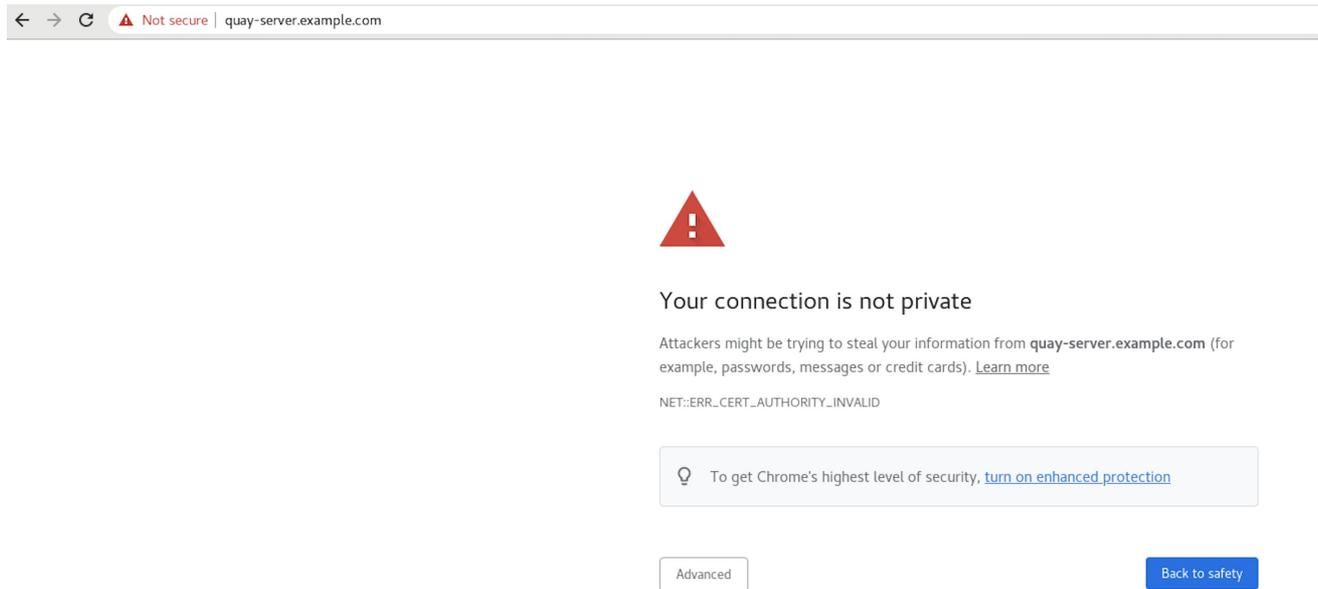 Not secure | quay-server.example.com
Your connection is not private
Attackers might be trying to steal your information from quay-server.example.com (for
example, passwords, messages or credit cards). Learn more
NET::ERR_CERT_AUTHORITY_INVALID
To get Chrome's highest level of security, turn on enhanced protection
Advanced
Back to safety